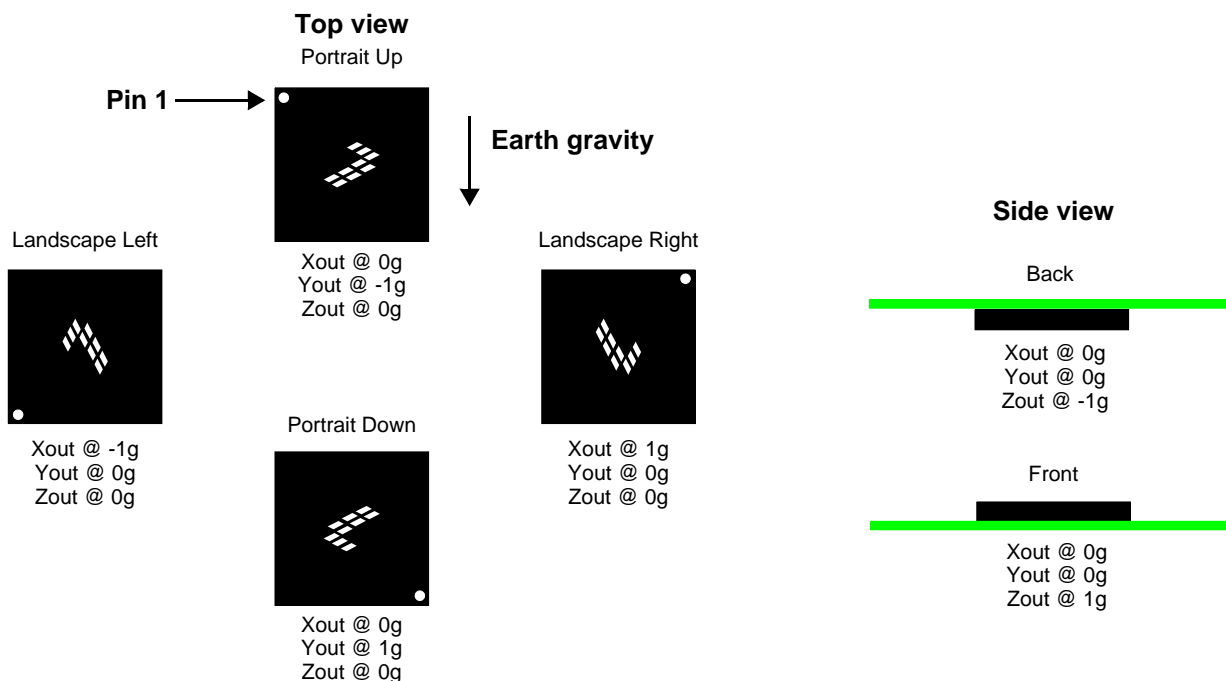 Top view
Portrait Up
Pin 1
Earth gravity
Side view
Landscape Left
Landscape Right
Xout @ 0g
Yout @ -1g
Zout @ 0g
Back
Xout @ 0g
Yout @ 0g
Zout @ -1g
Portrait Down
Xout @ -1g
Yout @ 0g
Zout @ 0g
Xout @ 1g
Yout @ 0g
Zout @ 0g
Front
Xout @ 0g
Yout @ 0g
Zout @ 1g
Xout @ 0g
Yout @ 1g
Zout @ 0g